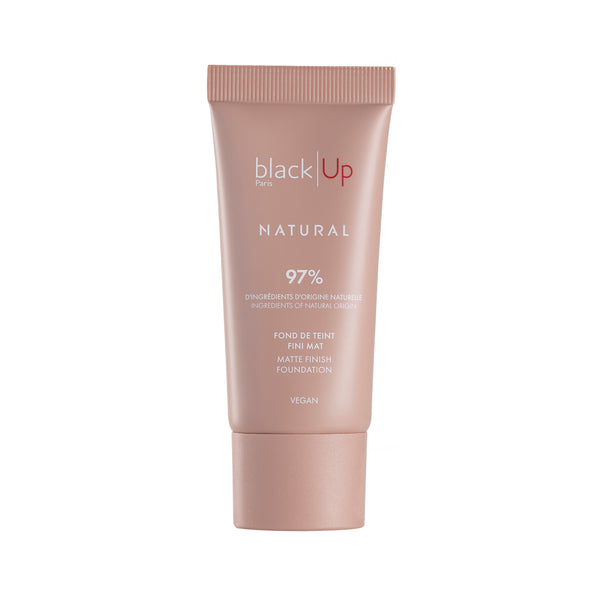 black|Up
Paris
NATURAL
97%
D'INGRÉDIENTS D'ORIGINE NATURELLE
INGREDIENTS OF NATURAL ORIGIN
FOND DE TEINT
FINI MAT
MATTE FINISH
FOUNDATION
VEGAN